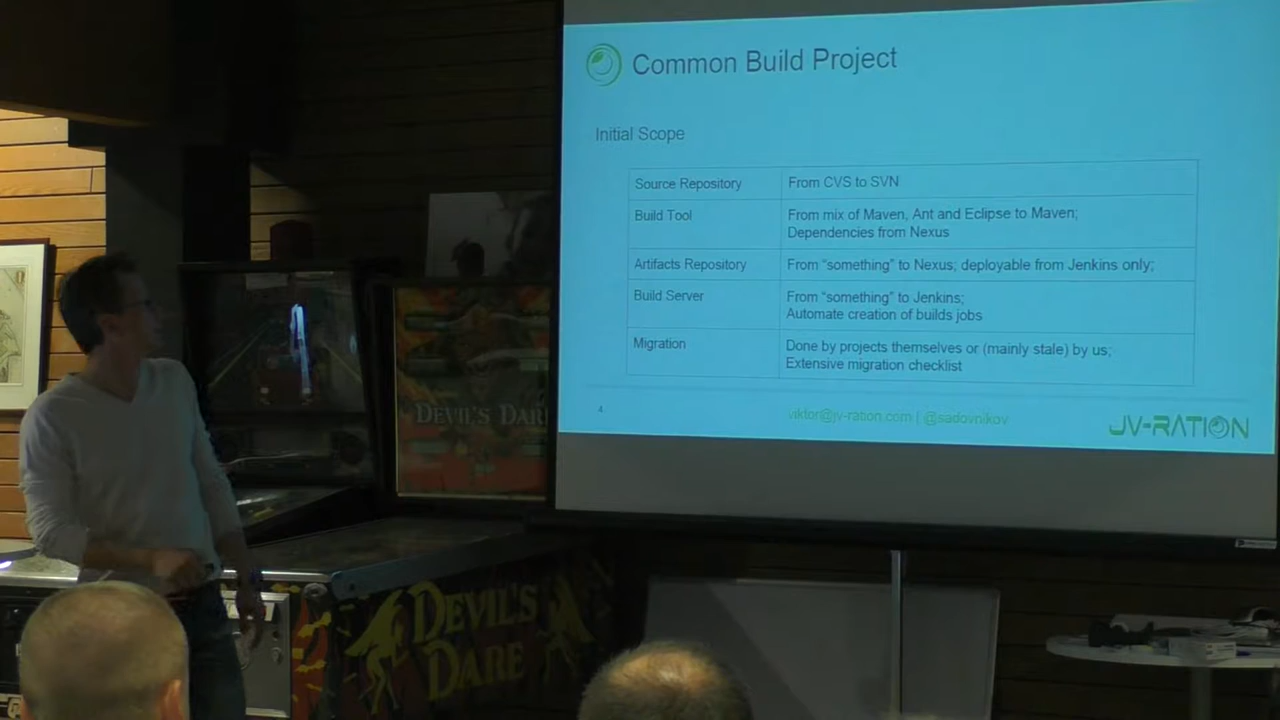 Common Build Project
Initial Scope
Source Repository
From CVS to SVN
Build Tool
From mix of Maven, Ant and Eclipse to Maven;
Dependencies from Nexus
Artifacts Repository
From “something” to Nexus; deployable from Jenkins only;
Build Server
From “something” to Jenkins;
Automate creation of builds jobs
Migration
Done by projects themselves or (mainly stale) by us;
Extensive migration checklist
4
viktor@jv-ration.com | @sadovnikov
JV-RATION
DEVIL'S DARE
DEVIL'S
DARE